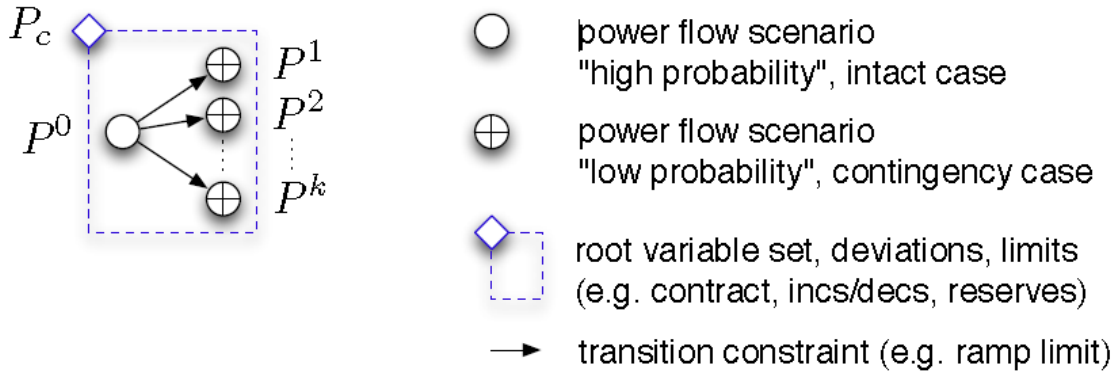 P_c
P^1
P^2
P^0
P^k
power flow scenario
"high probability", intact case
power flow scenario
"low probability", contingency case
root variable set, deviations, limits
(e.g. contract, incs/decs, reserves)
transition constraint (e.g. ramp limit)